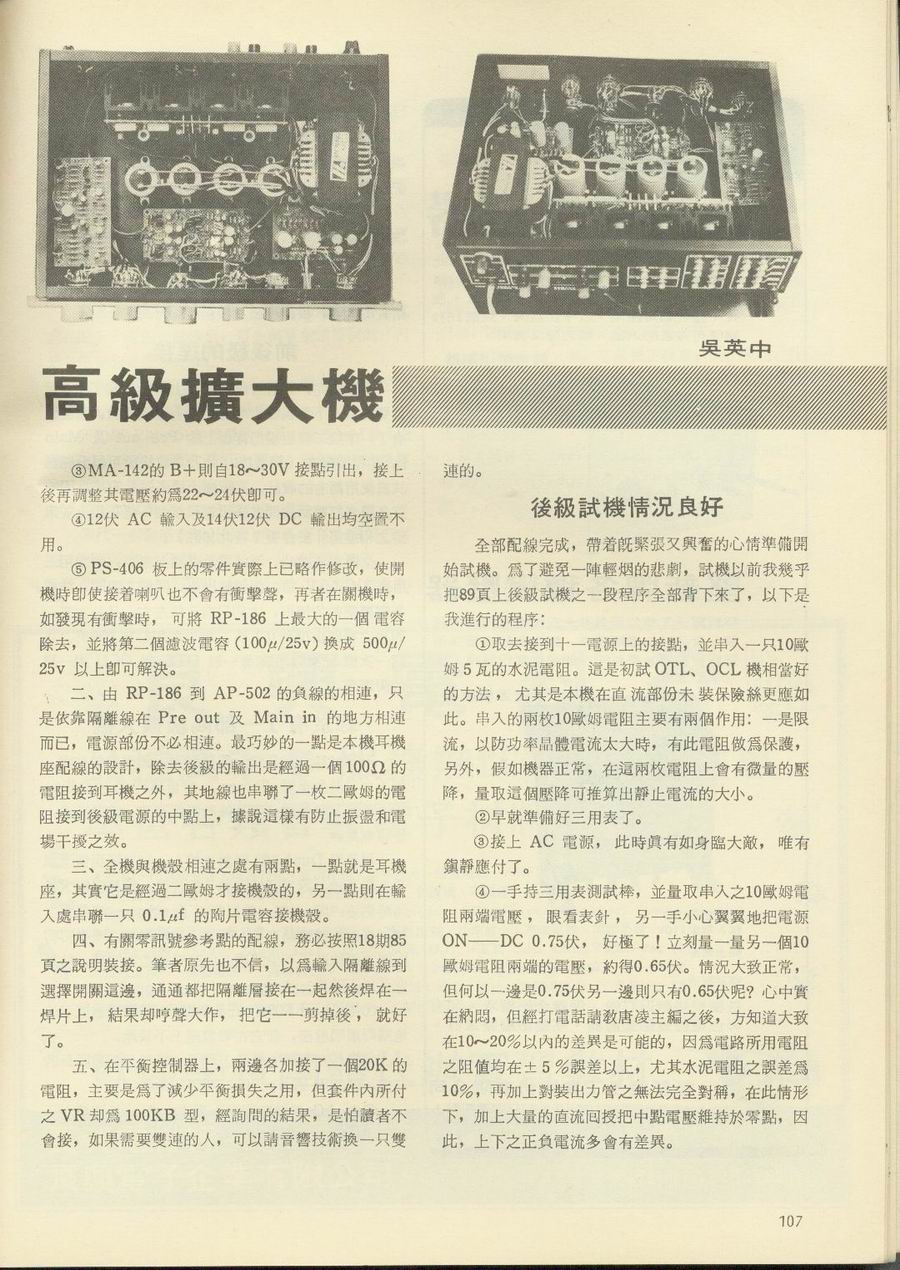 吳英中
高級擴大機
③MA-142的 B+則自18～30V 接點引出，接上
後再調整其電壓約爲22～24伏卽可。
④12伏 AC 輸入及14伏12伏 DC 輸出均空置不
用。
⑤ PS-406 板上的零件實際上已略作修改，使開
機時卽使接着喇叭也不會有衝擊聲，再者在關機時，
如發現有衝擊時， 可將 RP-186 上最大的一個 電容
除去，並將第二個濾波電容 (100μ/25v) 換成 500μ/
25v 以上卽可解決。
二、由 RP-186 到 AP-502 的負線的相連，只
是依靠隔離線在 Pre out 及 Main in 的地方相連
而已，電源部份不必相連。最巧妙的一點是本機耳機
座配線的設計，除去後級的輸出是經過一個100Ω 的
電阻接到耳機之外，其地線也串聯了一枚二歐姆的電
阻接到後級電源的中點上，據說這樣有防止振盪和電
場干擾之效。
三、全機與機殼相連之處有兩點，一點就是耳機
座，其實它是經過二歐姆才接機殼的，另一點則在輸
入處串聯一只 0.1μf 的陶片電容接機殼。
四、有關零訊號參考點的配線，務必按照18期85
頁之說明裝接。筆者原先也不信，以爲輸入隔離線到
選擇開關這邊，通通都把隔離層接在一起然後焊在一
焊片上， 結果却哼聲大作， 把它一一剪掉後， 就好
了。
五、在平衡控制器上，兩邊各加接了一個20K 的
電阻，主要是爲了減少平衡損失之用，但套件內所付
之 VR 却爲 100KB 型，經詢問的結果，是怕讀者不
會接，如果需要雙連的人，可以請音響技術換一只雙
連的。
後級試機情況良好
全部配線完成，帶着旣緊張又興奮的心情準備開
始試機。爲了避免一陣輕烟的悲劇，試機以前我幾乎
把89頁上後級試機之一段程序全部背下來了，以下是
我進行的程序：
①取去接到十一電源上的接點，並串入一只10歐
姆 5 瓦的水泥電阻。這是初試 OTL、OCL 機相當好
的方法， 尤其是本機在直 流部份未 裝保險絲更應如
此。串入的兩枚10歐姆電阻主要有兩個作用：一是限
流，以防功率晶體電流太大時，有此電阻做爲保護，
另外，假如機器正常，在這兩枚電阻上會有微量的壓
降，量取這個壓降可推算出靜止電流的大小。
②早就準備好三用表了。
③接上 AC 電源， 此時眞有如身臨大敵， 唯有
鎭靜應付了。
④一手持三用表測試棒，並量取串入之10歐姆電
阻兩端電壓， 眼看表針， 另一手小心翼翼地把電源
ON——DC 0.75伏， 好極了！立刻量一量另一個10
歐姆電阻兩端的電壓，約得0.65伏。情況大致正常，
但何以一邊是0.75伏另一邊則只有0.65伏呢？心中實
在納悶，但經打電話請敎唐凌主編之後，方知道大致
在10～20%以內的差異是可能的，因爲電路所用電阻
之阻値均在± 5 %誤差以上，尤其水泥電阻之誤差爲
10%，再加上對裝出力管之無法完全對稱，在此情形
下，加上大量的直流囘授把中點電壓維持於零點，因
此，上下之正負電流多會有差異。
107